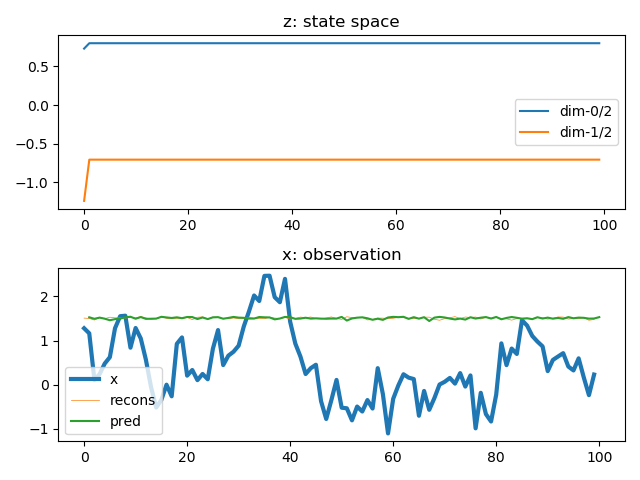 z: state space
0.5
0.0
−0.5
−1.0
dim-0/2
dim-1/2
0 20 40 60 80 100
x: observation
2
1
0
−1
x
recons
pred
0 20 40 60 80 100